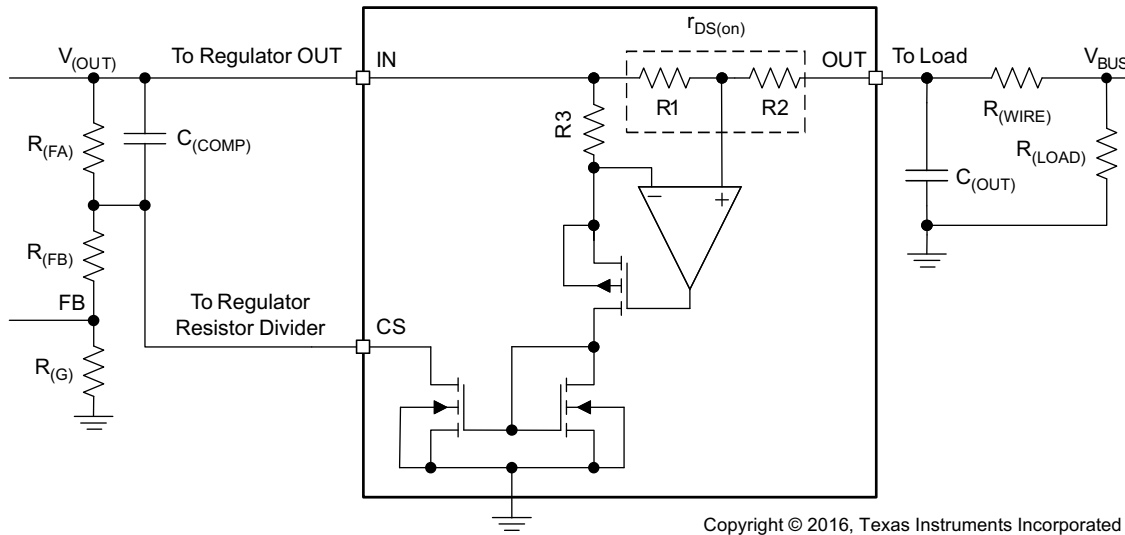 r_DS(on)
V_(OUT)
To Regulator OUT
IN
OUT
To Load
V_BUS
R1
R2
R3
R_(WIRE)
R_(FA)
C_(COMP)
R_(LOAD)
C_(OUT)
−
+
R_(FB)
FB
To Regulator
Resistor Divider
CS
R_(G)
Copyright © 2016, Texas Instruments Incorporated